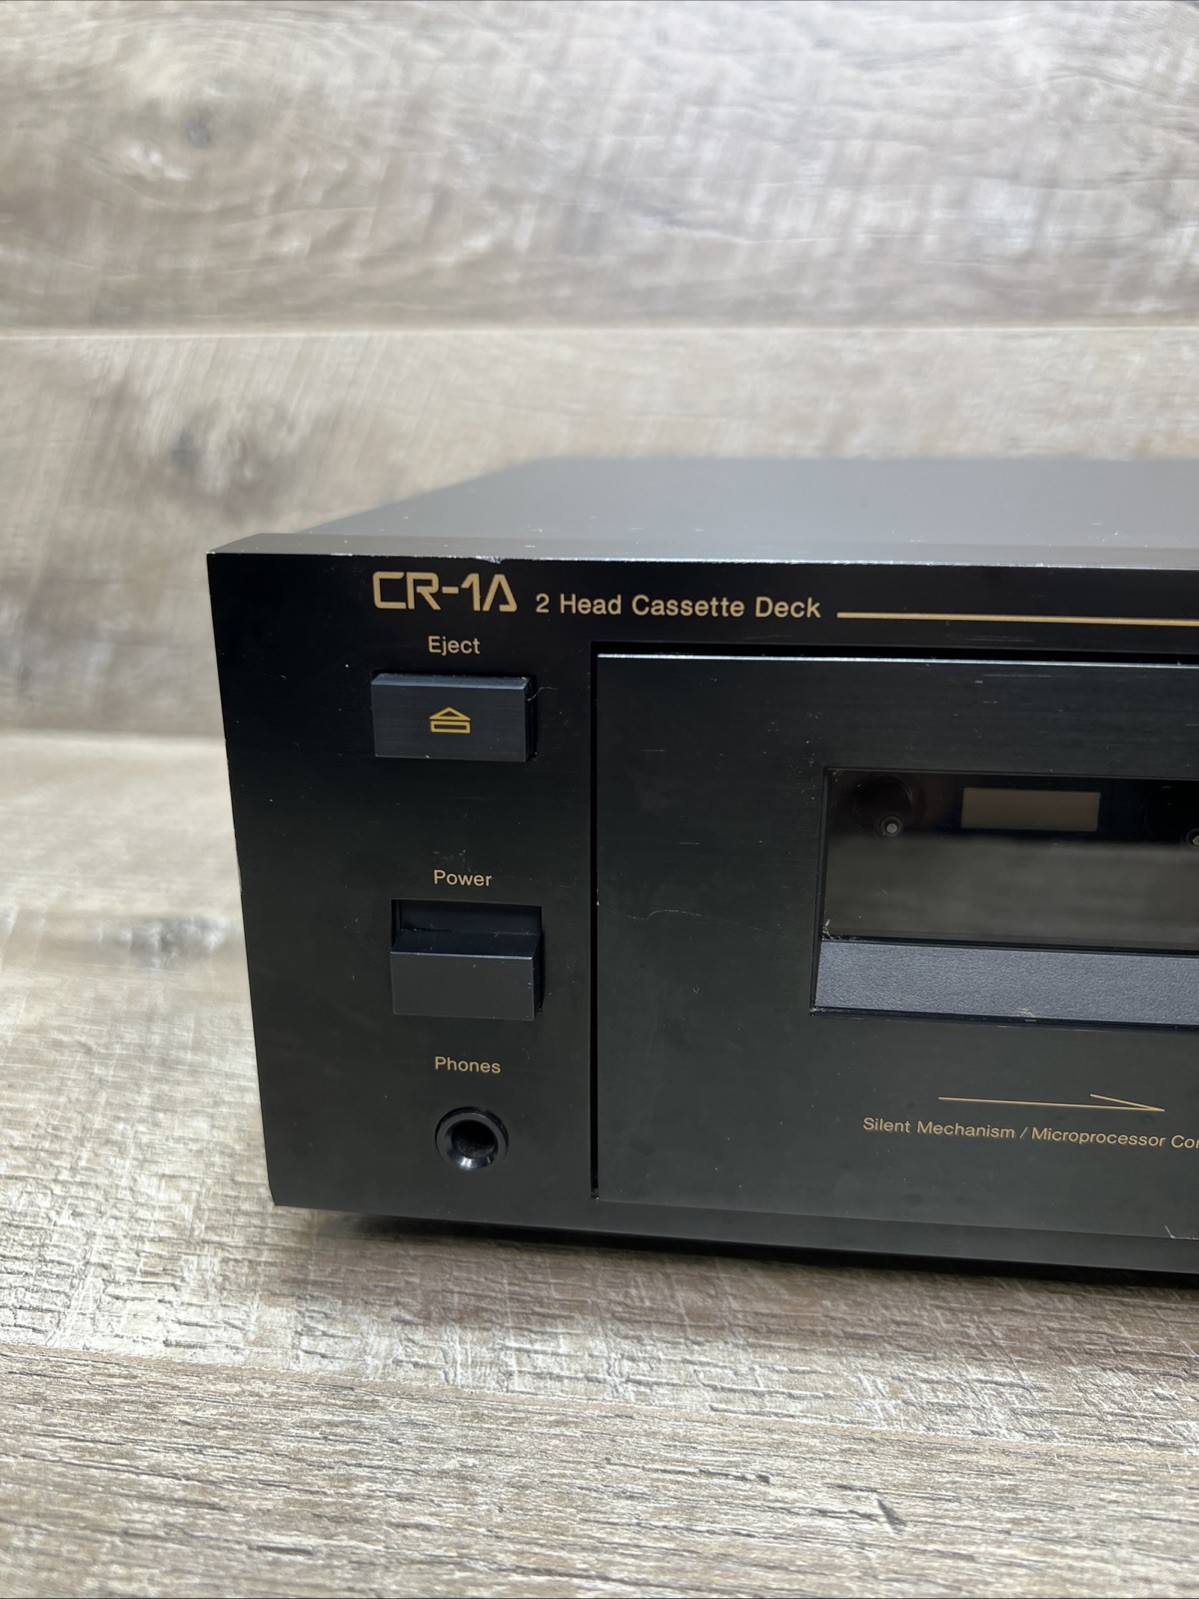 CR-1A 2 Head Cassette Deck
Eject
Power
Phones
Silent Mechanism / Microprocessor